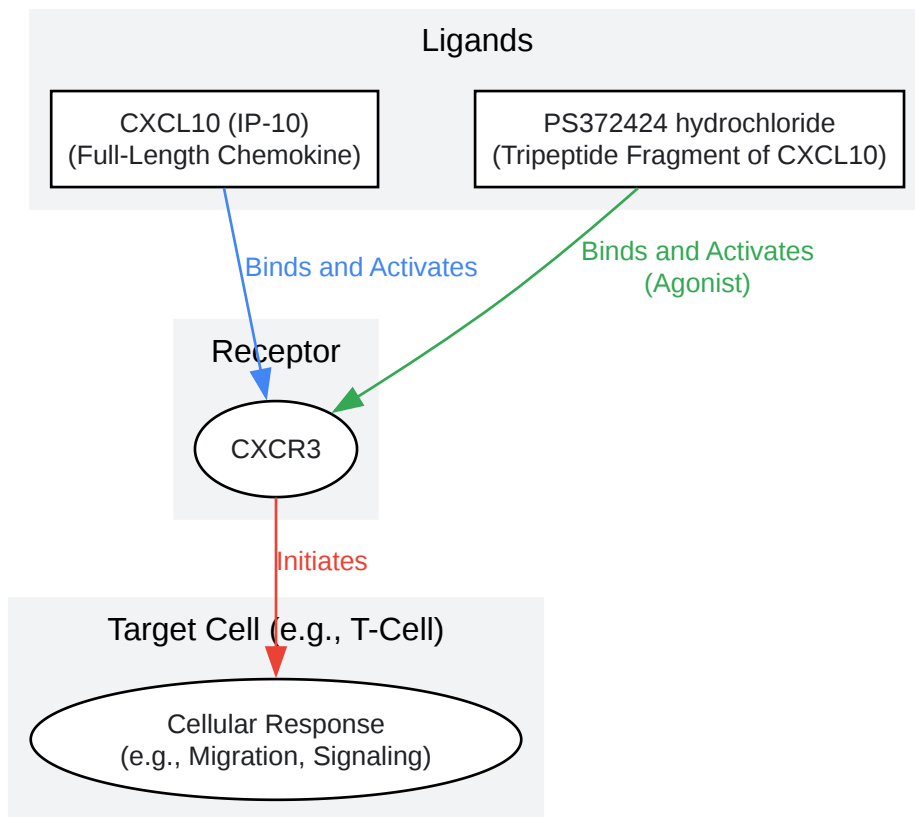 Ligands
CXCL10 (IP-10)
(Full-Length Chemokine)
PS372424 hydrochloride
(Tripeptide Fragment of CXCL10)
Binds and Activates
Binds and Activates
(Agonist)
Receptor
CXCR3
Initiates
Target Cell (e.g., T-Cell)
Cellular Response
(e.g., Migration, Signaling)